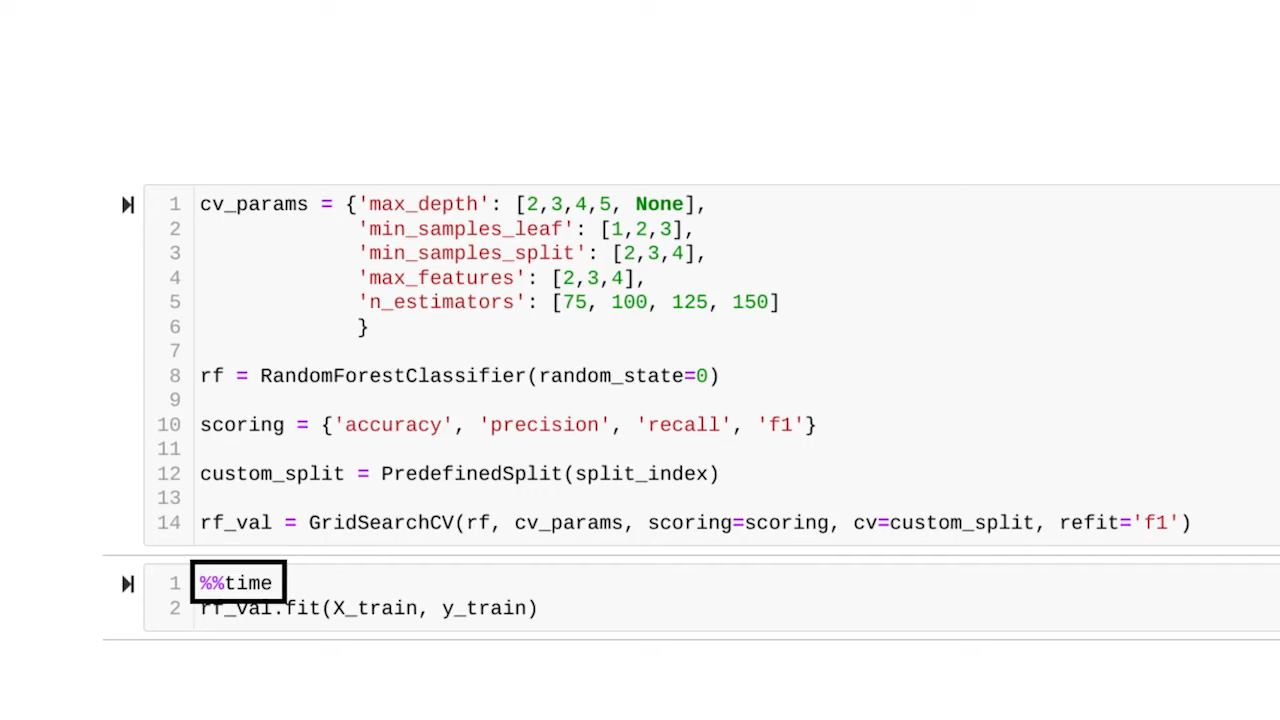 1 cv_params = {'max_depth': [2,3,4,5, None],
2 'min_samples_leaf': [1,2,3],
3 'min_samples_split': [2,3,4],
4 'max_features': [2,3,4],
5 'n_estimators': [75, 100, 125, 150]
6 }
7
8 rf = RandomForestClassifier(random_state=0)
9
10 scoring = {'accuracy', 'precision', 'recall', 'f1'}
11
12 custom_split = PredefinedSplit(split_index)
13
14 rf_val = GridSearchCV(rf, cv_params, scoring=scoring, cv=custom_split, refit='f1')
1 %%time
2 rf_val.fit(X_train, y_train)